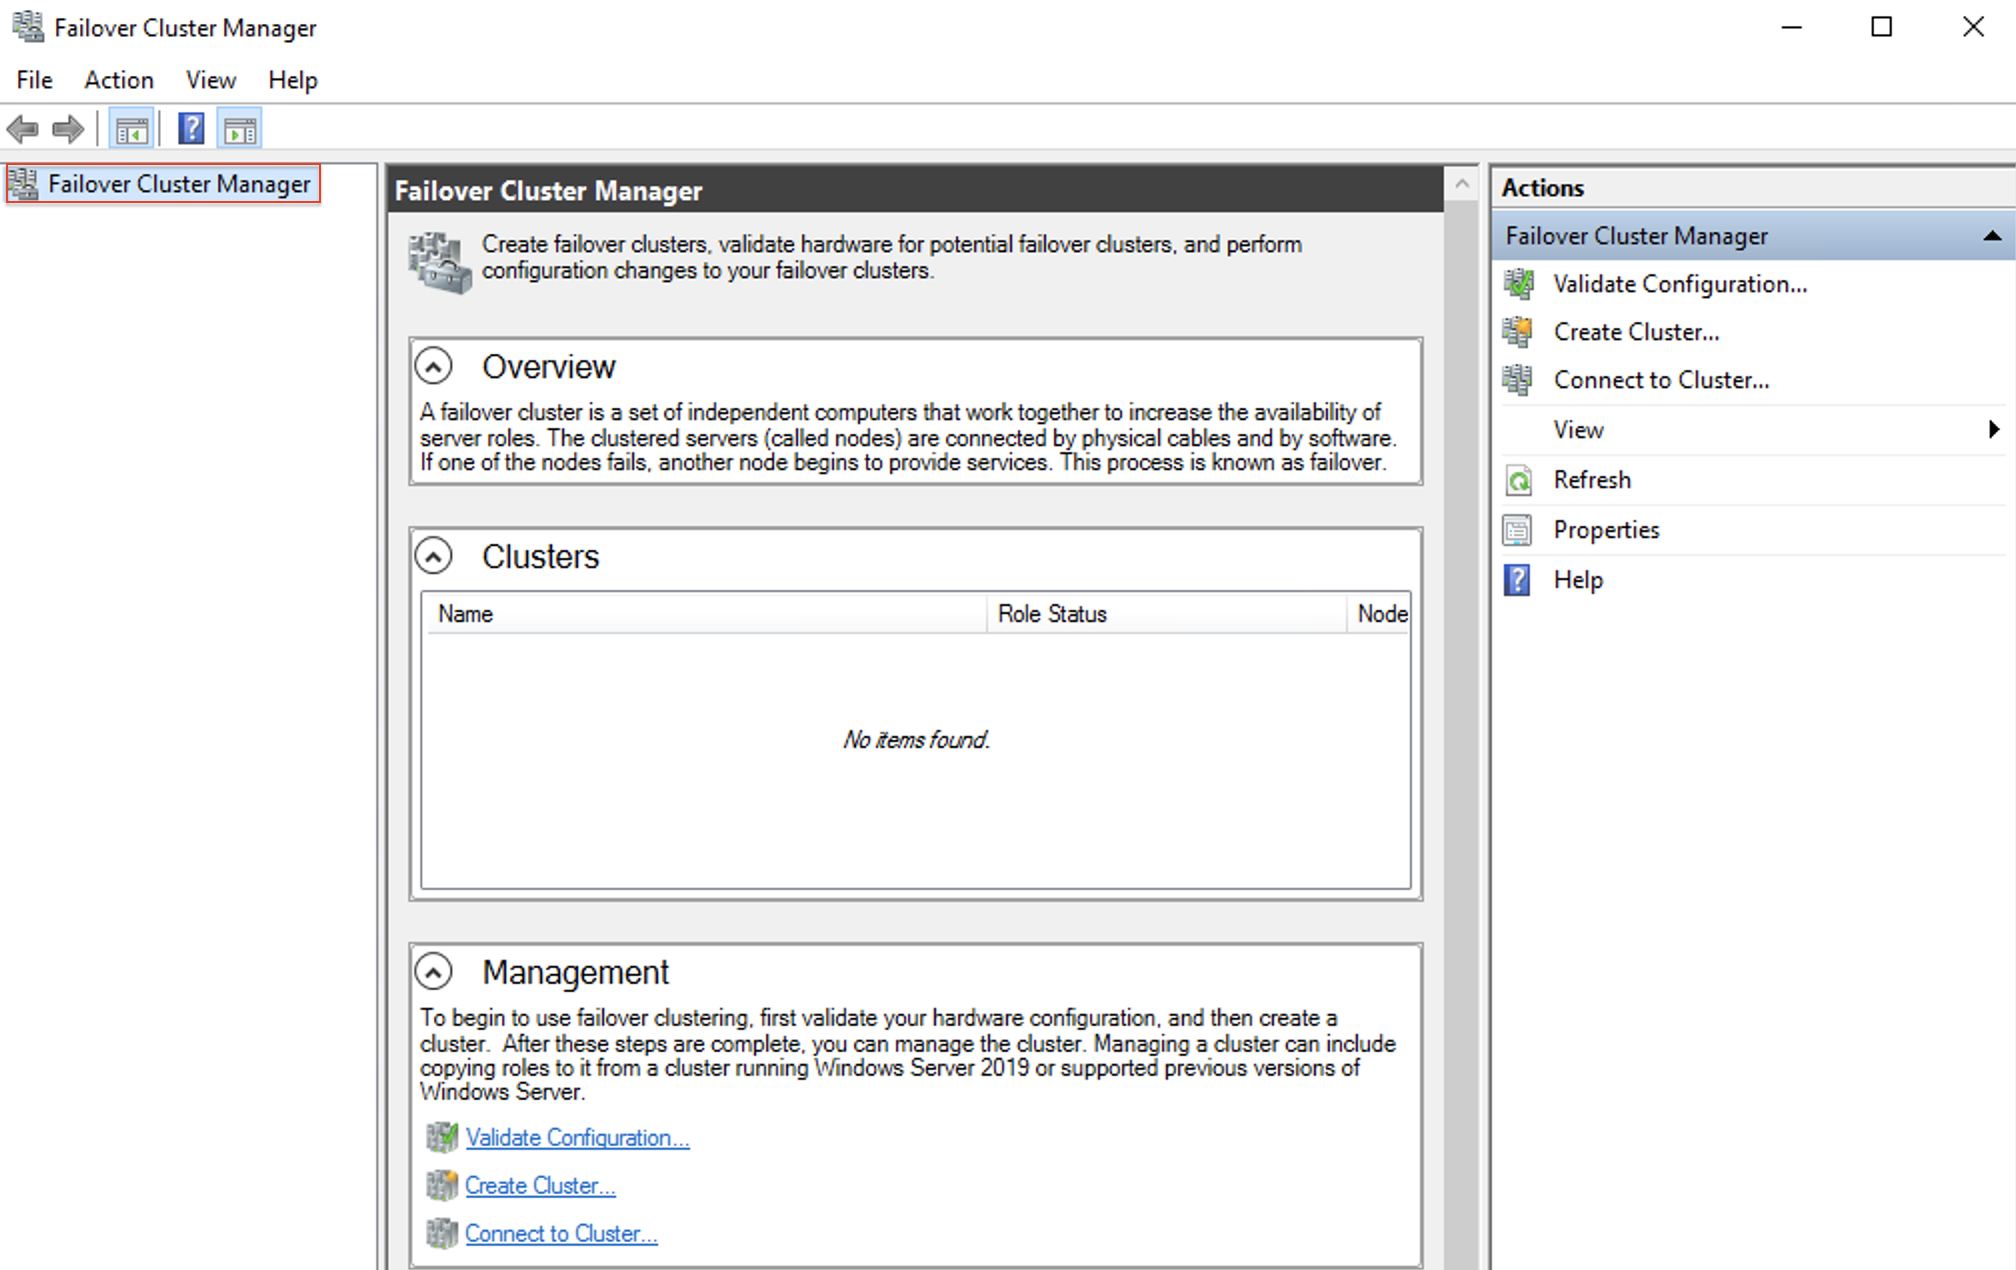 Failover Cluster Manager
File Action View Help
Failover Cluster Manager
Failover Cluster Manager
Create failover clusters, validate hardware for potential failover clusters, and perform
configuration changes to your failover clusters.
Overview
A failover cluster is a set of independent computers that work together to increase the availability of
server roles. The clustered servers (called nodes) are connected by physical cables and by software.
If one of the nodes fails, another node begins to provide services. This process is known as failover.
Clusters
Name Role Status Node
No items found.
Management
To begin to use failover clustering, first validate your hardware configuration, and then create a
cluster.  After these steps are complete, you can manage the cluster. Managing a cluster can include
copying roles to it from a cluster running Windows Server 2019 or supported previous versions of
Windows Server.
Validate Configuration...
Create Cluster...
Connect to Cluster...
Actions
Failover Cluster Manager
Validate Configuration...
Create Cluster...
Connect to Cluster...
View
Refresh
Properties
Help